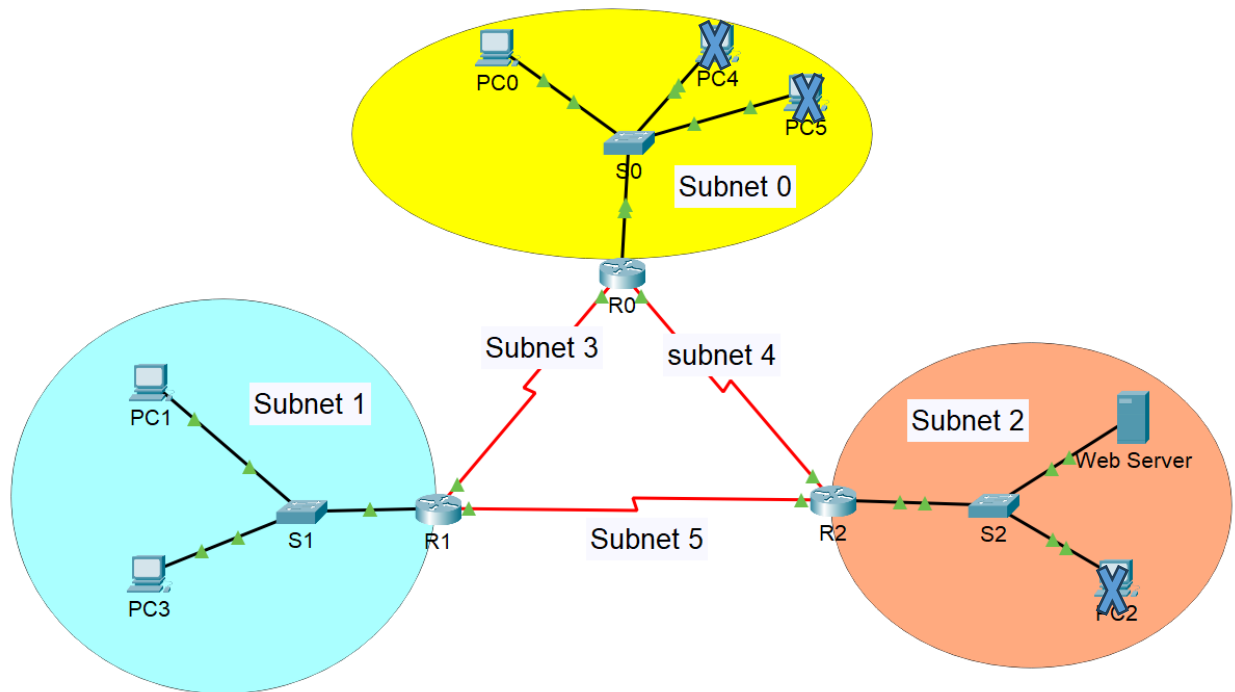 PC0
PC4
PC5
S0
Subnet 0
R0
Subnet 3
subnet 4
PC1
Subnet 1
Subnet 2
Web Server
S1
R1
Subnet 5
R2
S2
PC3
PC2